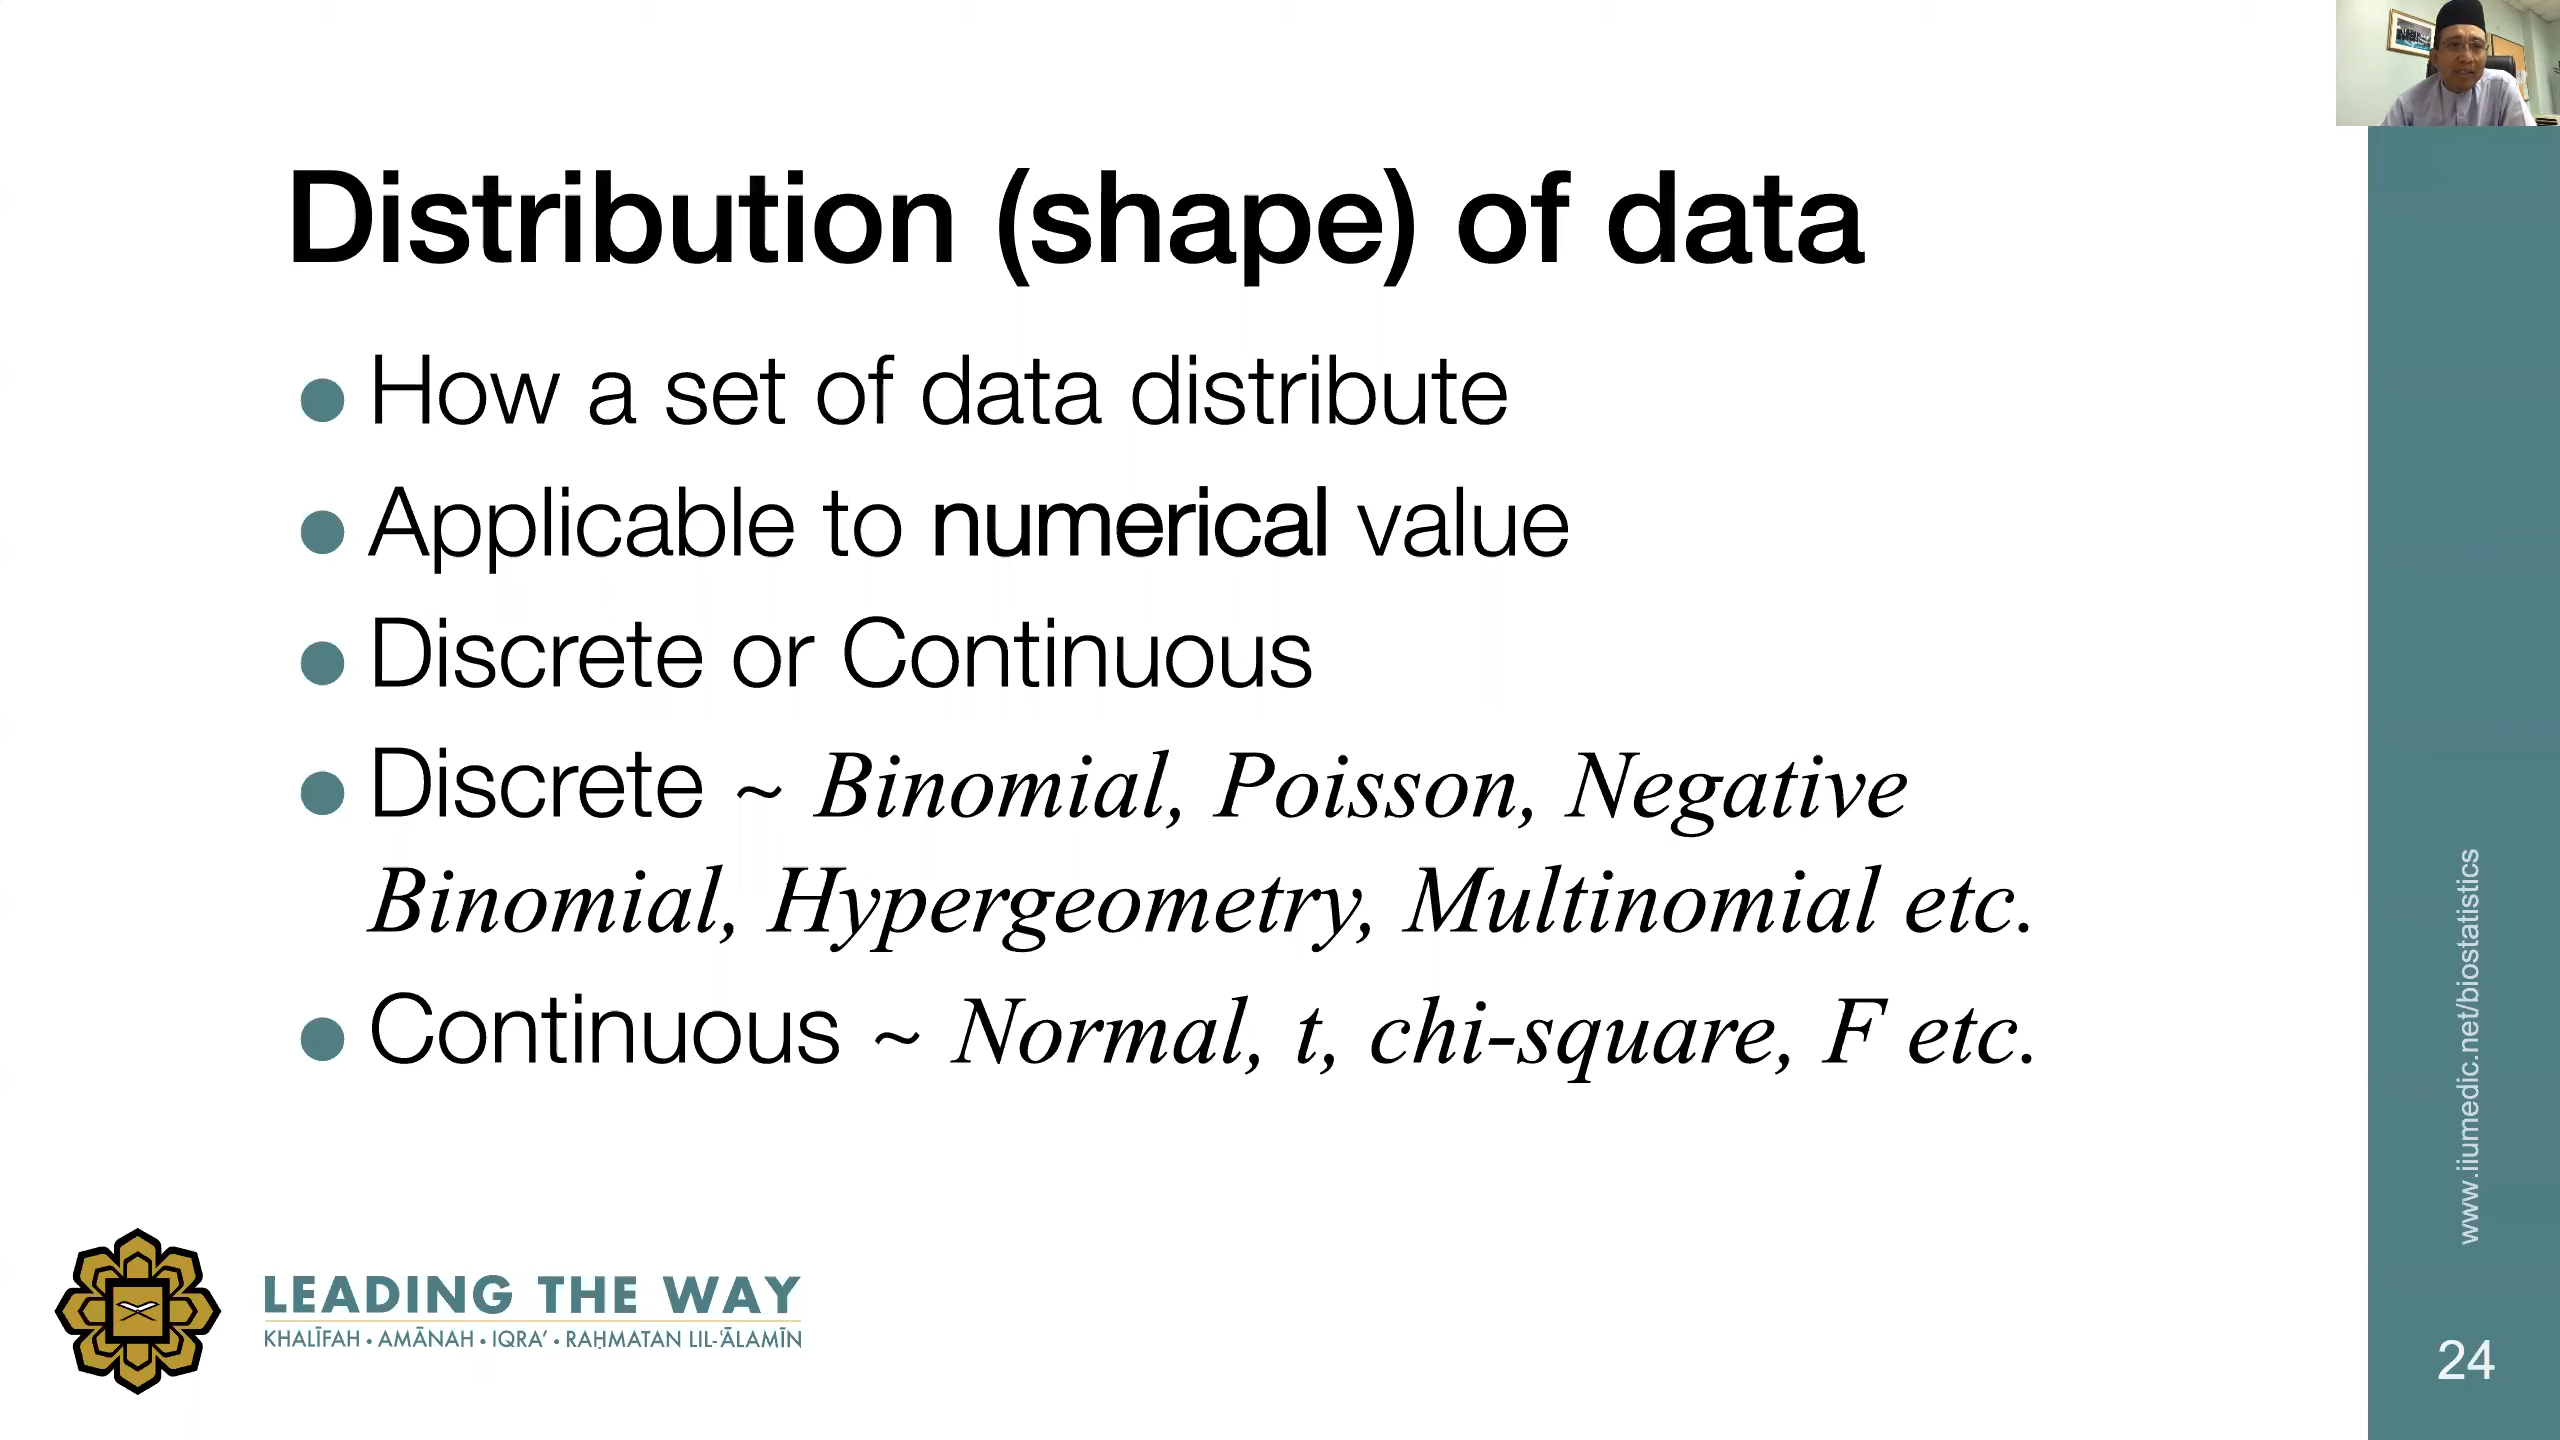 Distribution (shape) of data
How a set of data distribute
Applicable to numerical value
Discrete or Continuous
Discrete ~ Binomial, Poisson, Negative
Binomial, Hypergeometry, Multinomial etc.
Continuous ~ Normal, t, chi-square, F etc.
www.iiumedic.net/biostatistics
LEADING THE WAY
KHALĪFAH • AMĀNAH • IQRA’ • RAḤMATAN LIL-ʿĀLAMĪN
24